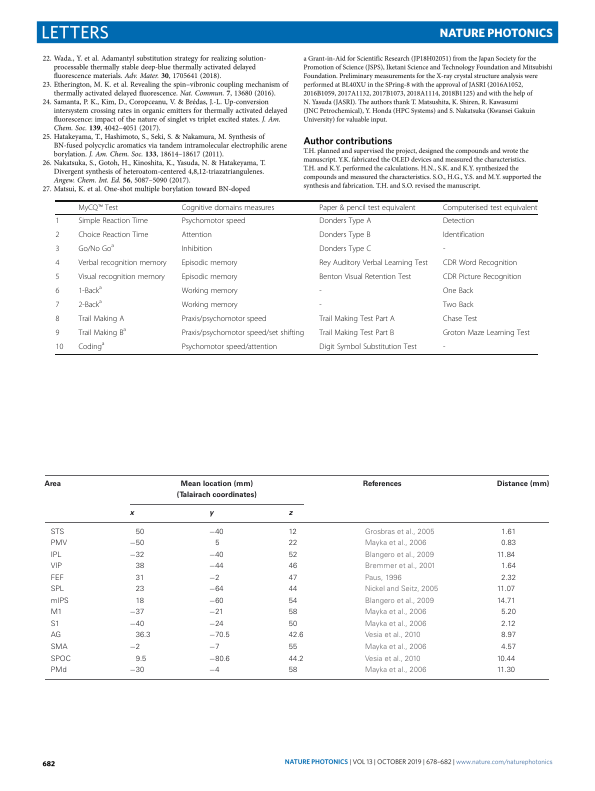 LETTERS
NATURE PHOTONICS
22. Wada,. Y. et al. Adamantyl substitution strategy for realizing solution-
processable thermally stable deep-blue thermally activated delayed
fluorescence materials. Adv. Mater. 30, 1705641 (2018).
23. Etherington, M. K. et al. Revealing the spin–vibronic coupling mechanism of
thermally activated delayed fluorescence. Nat. Commun. 7, 13680 (2016).
24. Samanta, P. K., Kim, D., Coropceanu, V. & Brédas, J.-L. Up-conversion
intersystem crossing rates in organic emitters for thermally activated delayed
fluorescence: impact of the nature of singlet vs triplet excited states. J. Am.
Chem. Soc. 139, 4042–4051 (2017).
25. Hatakeyama, T., Hashimoto, S., Seki, S. & Nakamura, M. Synthesis of
BN-fused polycyclic aromatics via tandem intramolecular electrophilic arene
borylation. J. Am. Chem. Soc. 133, 18614–18617 (2011).
26. Nakatsuka, S., Gotoh, H., Kinoshita, K., Yasuda, N. & Hatakeyama, T.
Divergent synthesis of heteroatom-centered 4,8,12-triazatriangulenes.
Angew. Chem. Int. Ed. 56, 5087–5090 (2017).
27. Matsui, K. et al. One-shot multiple borylation toward BN-doped
a Grant-in-Aid for Scientific Research (JP18H02051) from the Japan Society for the
Promotion of Science (JSPS), Iketani Science and Technology Foundation and Mitsubishi
Foundation. Preliminary measurements for the X-ray crystal structure analysis were
performed at BL40XU in the SPring-8 with the approval of JASRI (2016A1052,
2016B1059, 2017A1132, 2017B1073, 2018A1114, 2018B1125) and with the help of
N. Yasuda (JASRI). The authors thank T. Matsushita, K. Shiren, R. Kawasumi
(JNC Petrochemical), Y. Honda (HPC Systems) and S. Nakatsuka (Kwansei Gakuin
University) for valuable input.
Author contributions
T.H. planned and supervised the project, designed the compounds and wrote the
manuscript. Y.K. fabricated the OLED devices and measured the characteristics.
T.H. and K.Y. performed the calculations. H.N., S.K. and K.Y. synthesized the
compounds and measured the characteristics. S.O., H.G., Y.S. and M.Y. supported the
synthesis and fabrication. T.H. and S.O. revised the manuscript.
MyCQ™ Test Cognitive domains measures Paper & pencil test equivalent Computerised test equivalent
1 Simple Reaction Time Psychomotor speed Donders Type A Detection
2 Choice Reaction Time Attention Donders Type B Identification
3 Go/No Goª Inhibition Donders Type C -
4 Verbal recognition memory Episodic memory Rey Auditory Verbal Learning Test CDR Word Recognition
5 Visual recognition memory Episodic memory Benton Visual Retention Test CDR Picture Recognition
6 1-Backª Working memory - One Back
7 2-Backª Working memory - Two Back
8 Trail Making A Praxis/psychomotor speed Trail Making Test Part A Chase Test
9 Trail Making Bª Praxis/psychomotor speed/set shifting Trail Making Test Part B Groton Maze Learning Test
10 Codingª Psychomotor speed/attention Digit Symbol Substitution Test -
Area Mean location (mm) References Distance (mm)
(Talairach coordinates)
x y z
STS 50 −40 12 Grosbras et al., 2005 1.61
PMV −50 5 22 Mayka et al., 2006 0.83
IPL −32 −40 52 Blangero et al., 2009 11.84
VIP 38 −44 46 Bremmer et al., 2001 1.64
FEF 31 −2 47 Paus, 1996 2.32
SPL 23 −64 44 Nickel and Seitz, 2005 11.07
mIPS 18 −60 54 Blangero et al., 2009 14.71
M1 −37 −21 58 Mayka et al., 2006 5.20
S1 −40 −24 50 Mayka et al., 2006 2.12
AG 36.3 −70.5 42.6 Vesia et al., 2010 8.97
SMA −2 −7 55 Mayka et al., 2006 4.57
SPOC 9.5 −80.6 44.2 Vesia et al., 2010 10.44
PMd −30 −4 58 Mayka et al., 2006 11.30
682
NATURE PHOTONICS | VOL 13 | OCTOBER 2019 | 678–682 | www.nature.com/naturephotonics